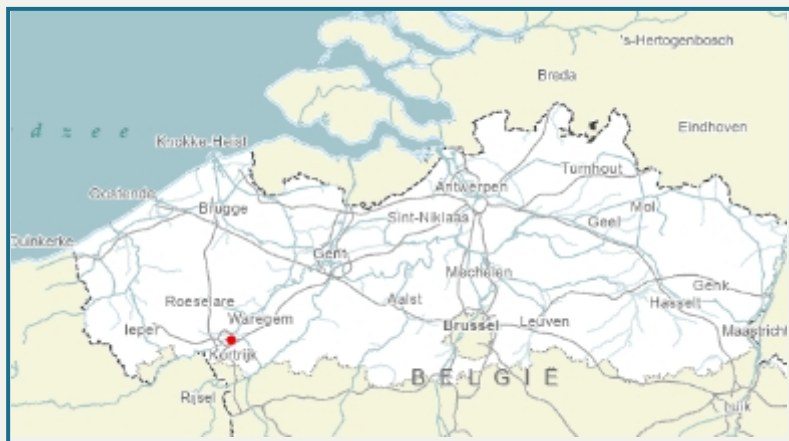 's-Hertogenbosch
Breda
d z e e
Eindhoven
Knokke-Heist
Turnhout
Oostende
Antwerpen
Mol
Brugge
Sint-Niklaas
Geel
Duinkerke
Gent
Mechelen
Genk
Roeselare
Aalst
Hasselt
Waregem
Ieper
Brussel
Leuven
Maastricht
Kortrijk
BELGIË
Rijsel
Luik